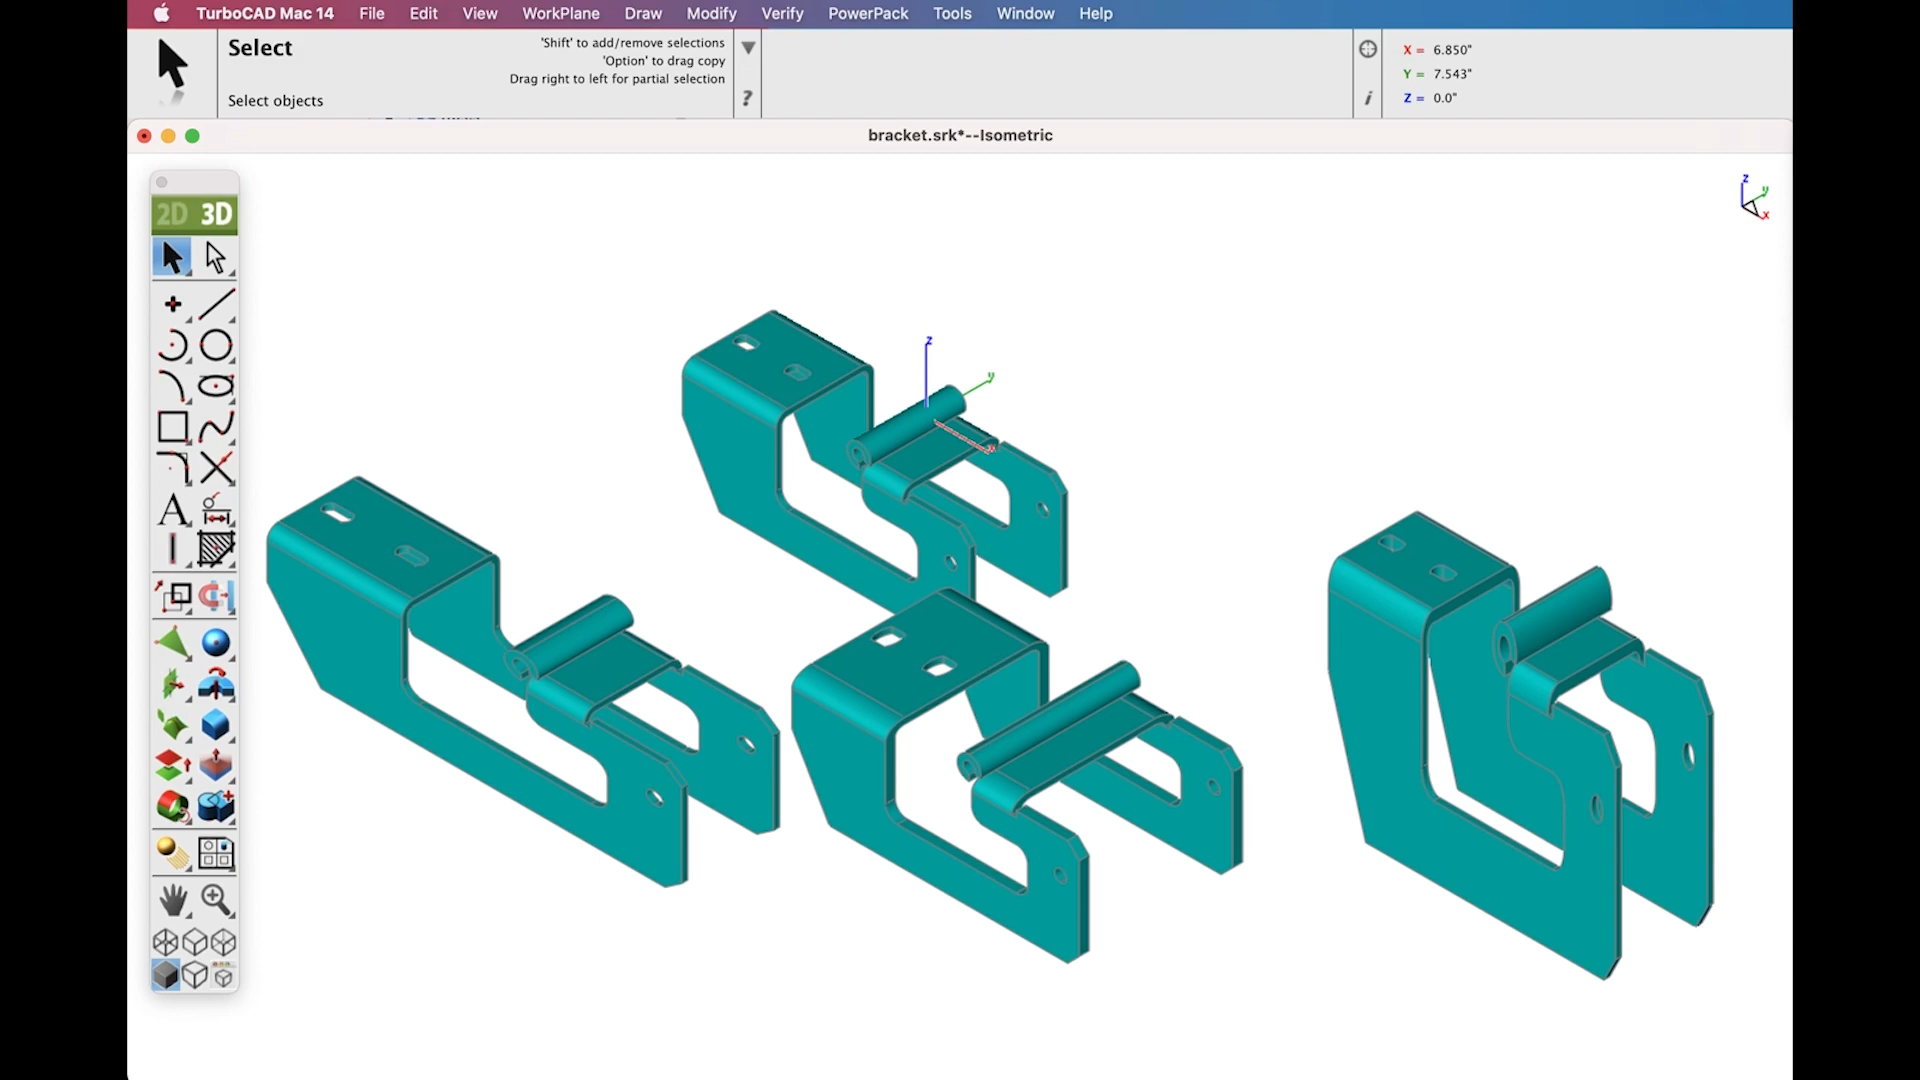 TurboCAD Mac 14 File Edit View WorkPlane Draw Modify Verify PowerPack Tools Window Help
Select
'Shift' to add/remove selections
'Option' to drag copy
Drag right to left for partial selection
Select objects
?
i
X = 6.850"
Y = 7.543"
Z = 0.0"
bracket.srk*--Isometric
2D 3D
A
z
y
x
z
y
x